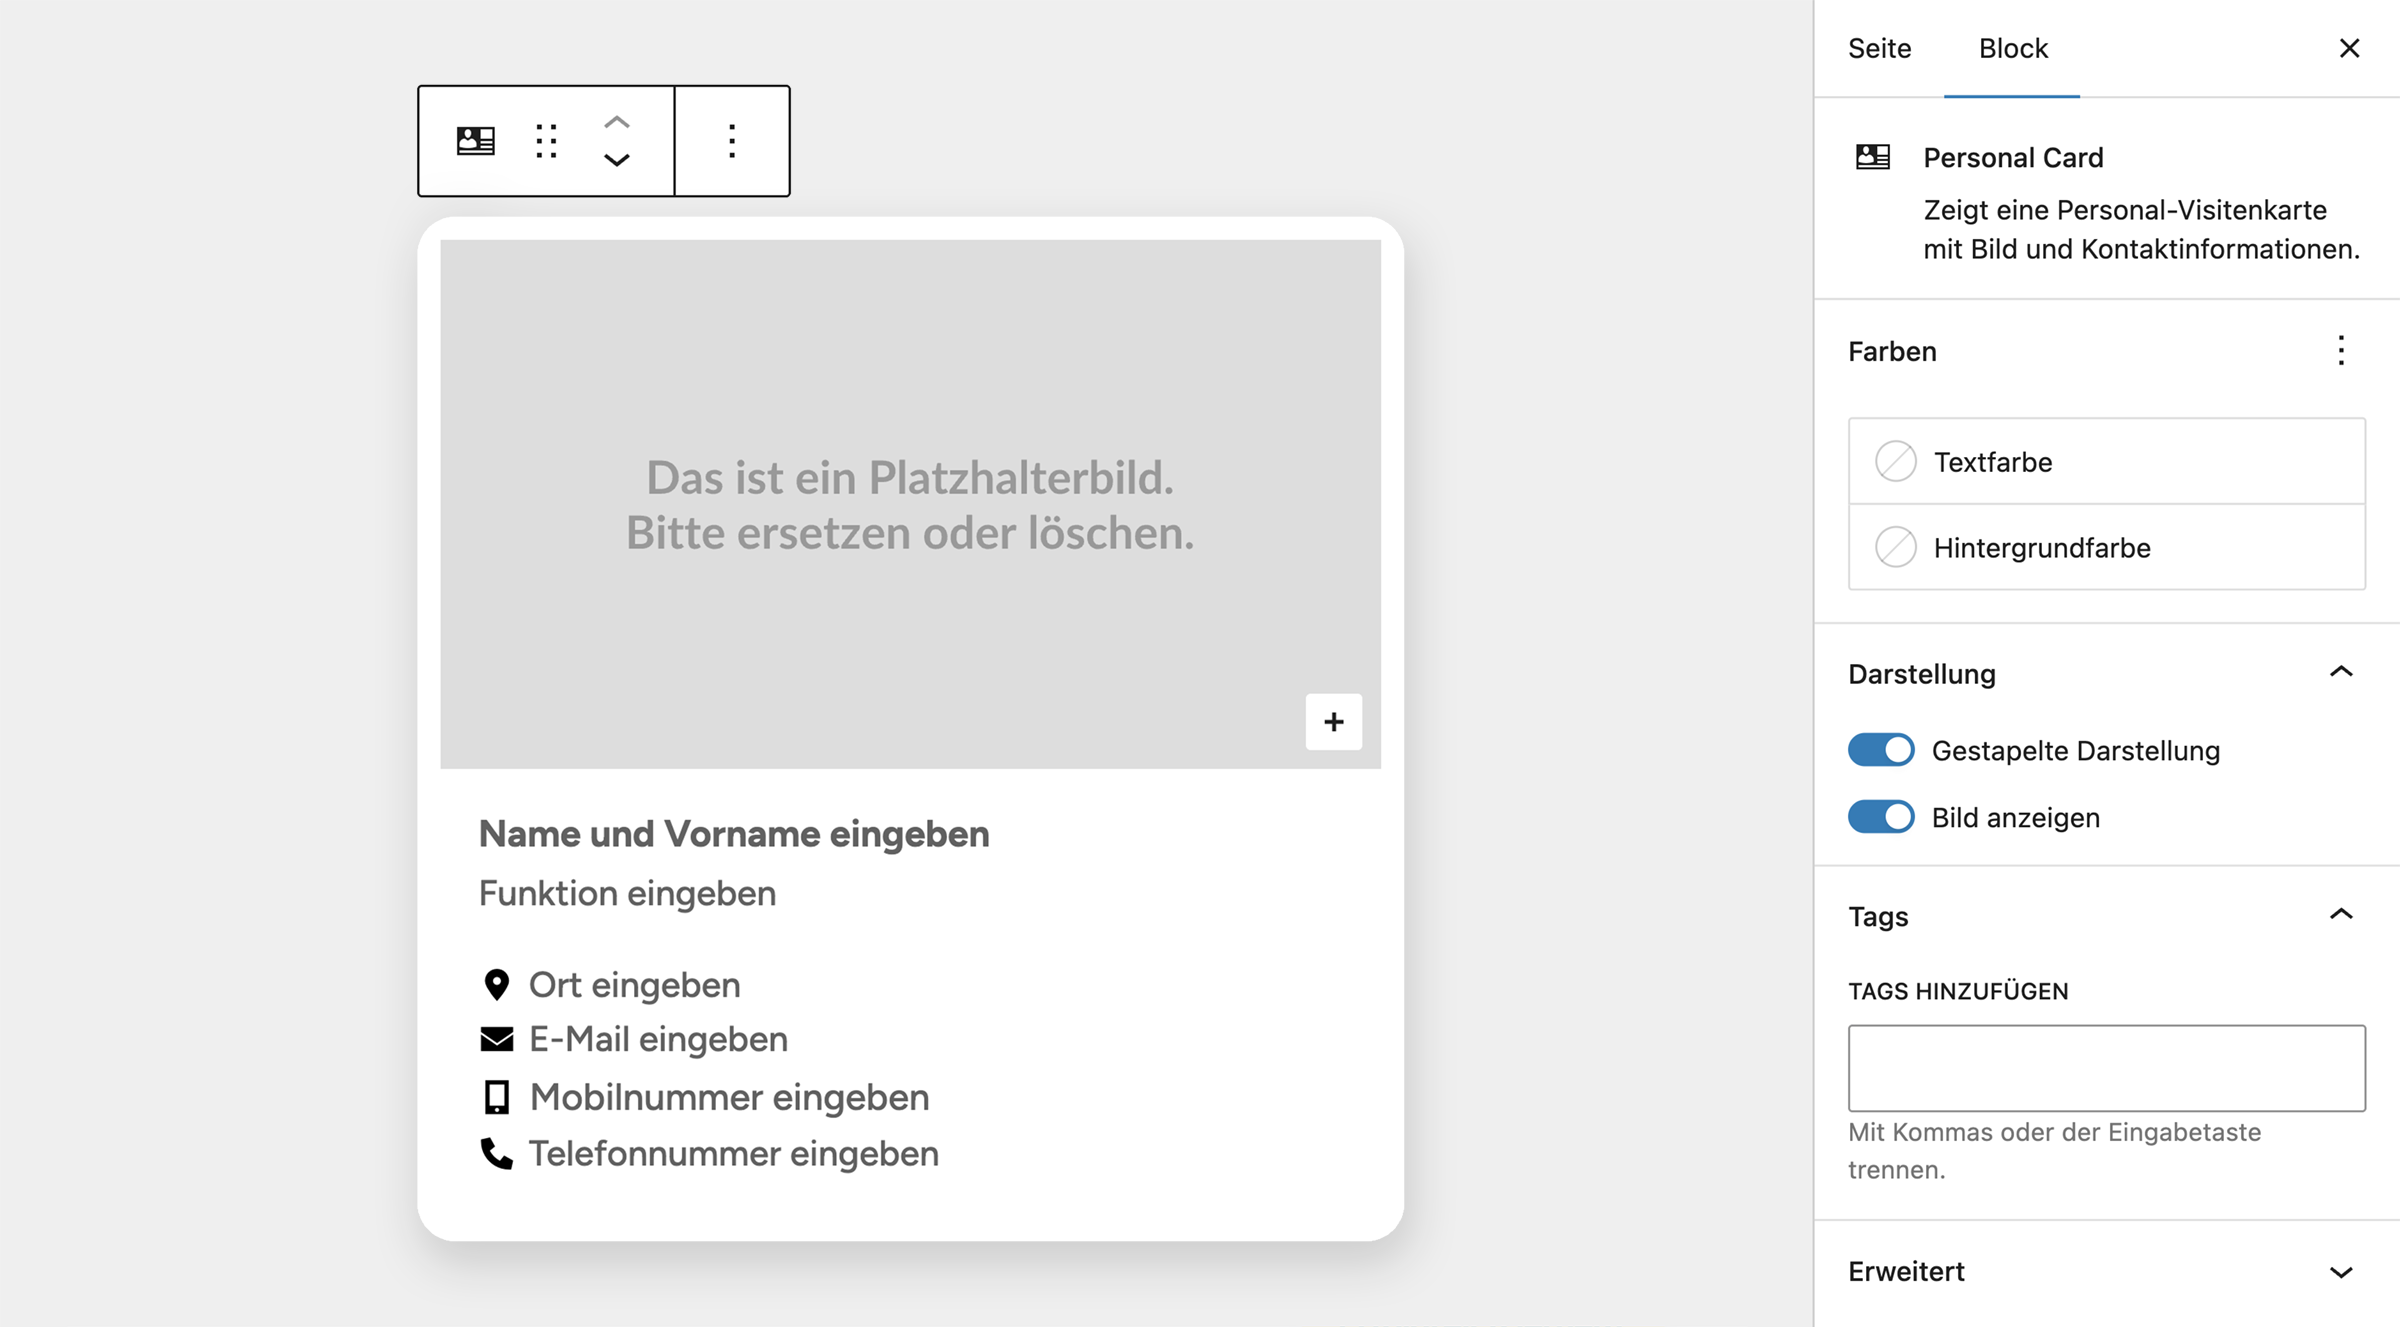 Das ist ein Platzhalterbild.
Bitte ersetzen oder löschen.
Name und Vorname eingeben
Funktion eingeben
Ort eingeben
E-Mail eingeben
Mobilnummer eingeben
Telefonnummer eingeben
Seite
Block
Personal Card
Zeigt eine Personal-Visitenkarte
mit Bild und Kontaktinformationen.
Farben
Textfarbe
Hintergrundfarbe
Darstellung
Gestapelte Darstellung
Bild anzeigen
Tags
TAGS HINZUFÜGEN
Mit Kommas oder der Eingabetaste
trennen.
Erweitert